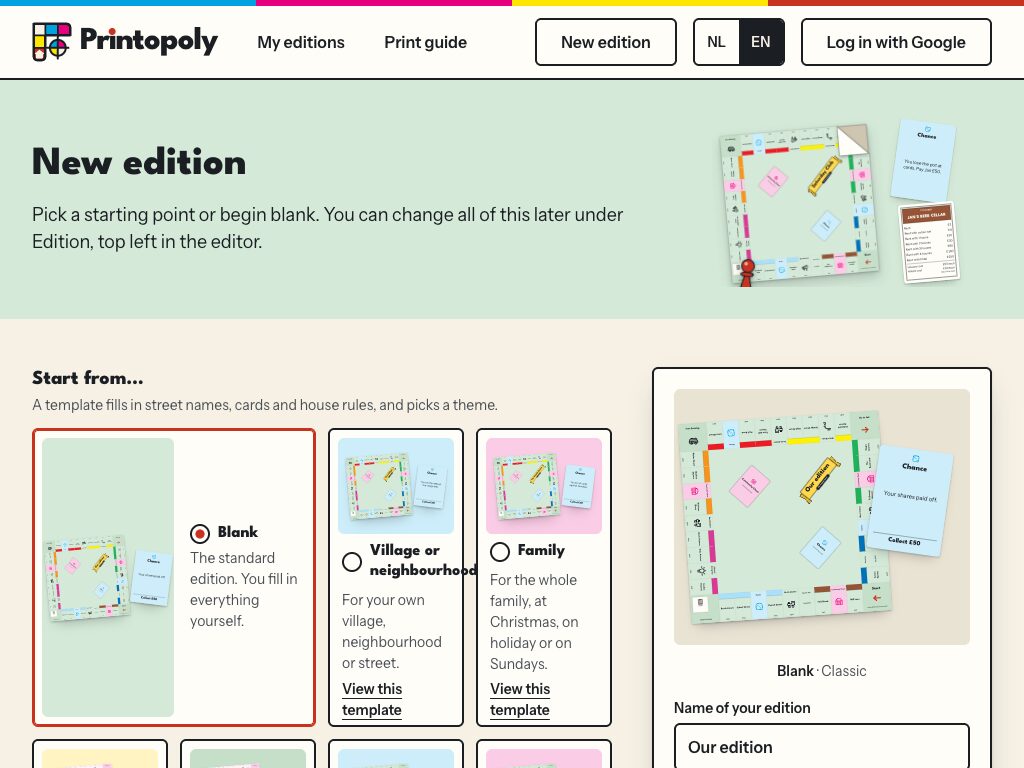 Printopoly
My editions
Print guide
New edition
NL
EN
Log in with Google
New edition
Pick a starting point or begin blank. You can change all of this later under
Edition, top left in the editor.
Chance
JAN'S BEER CELLAR
Start from...
A template fills in street names, cards and house rules, and picks a theme.
Blank
The standard
edition. You fill in
everything
yourself.
Village or
neighbourhood
For your own
village,
neighbourhood
or street.
View this
template
Family
For the whole
family, at
Christmas, on
holiday or on
Sundays.
View this
template
Our edition
Chance
Your shares paid off.
Collect £50
Blank · Classic
Name of your edition
Our edition